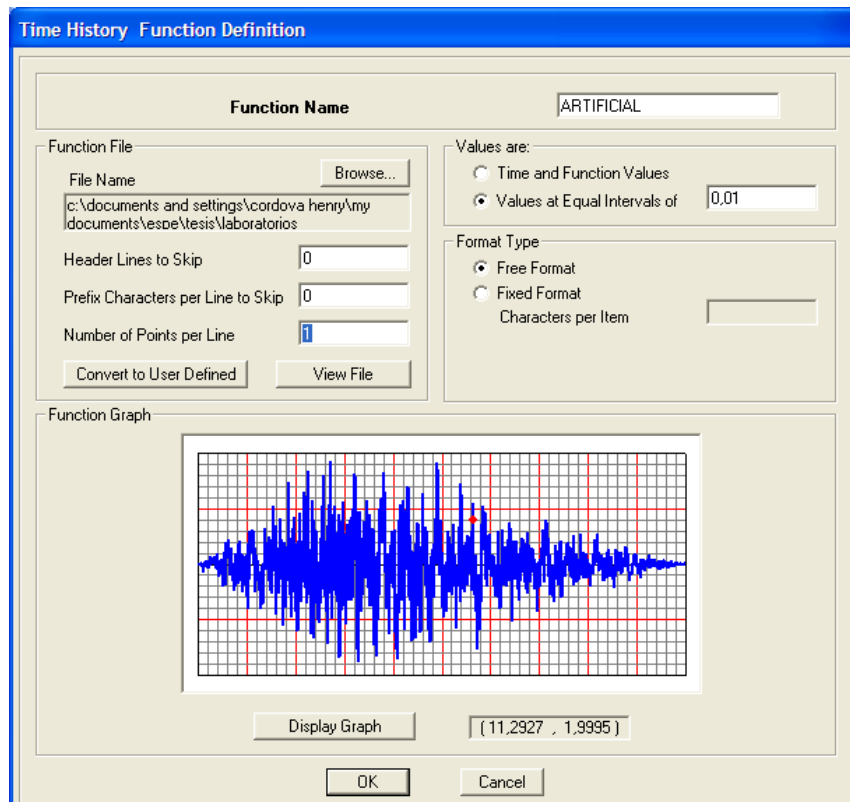 Time History Function Definition
Function Name
ARTIFICIAL
Function File
File Name
Browse...
c:\documents and settings\cordova henry\my
documents\espe\tesis\laboratorios
Header Lines to Skip
0
Prefix Characters per Line to Skip
0
Number of Points per Line
1
Convert to User Defined
View File
Values are:
Time and Function Values
Values at Equal Intervals of
0,01
Format Type
Free Format
Fixed Format
Characters per Item
Function Graph
Display Graph
( 11,2927 , 1,9995 )
OK
Cancel